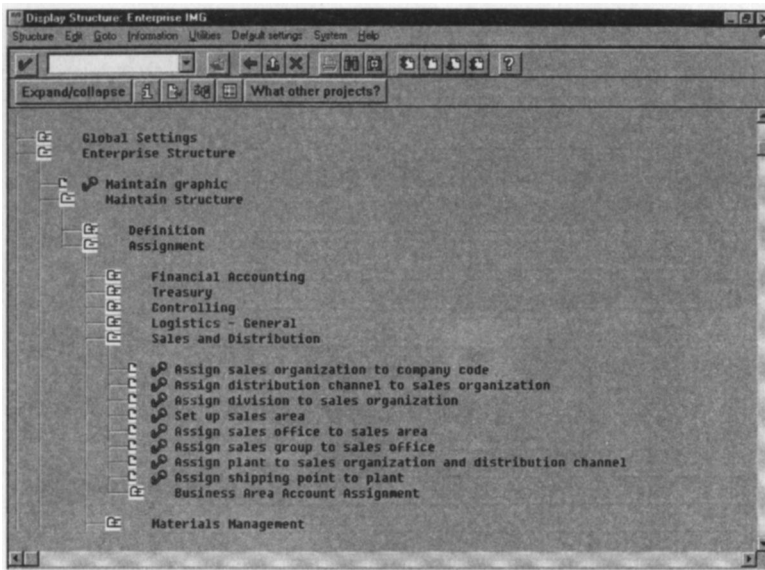 Display Structure: Enterprise IMG
Structure Edit Goto Information Utilities Default settings System Help
Expand/collapse What other projects?
Global Settings
Enterprise Structure
Maintain graphic
Maintain structure
Definition
Assignment
Financial Accounting
Treasury
Controlling
Logistics - General
Sales and Distribution
Assign sales organization to company code
Assign distribution channel to sales organization
Assign division to sales organization
Set up sales area
Assign sales office to sales area
Assign sales group to sales office
Assign plant to sales organization and distribution channel
Assign shipping point to plant
Business Area Account Assignment
Materials Management